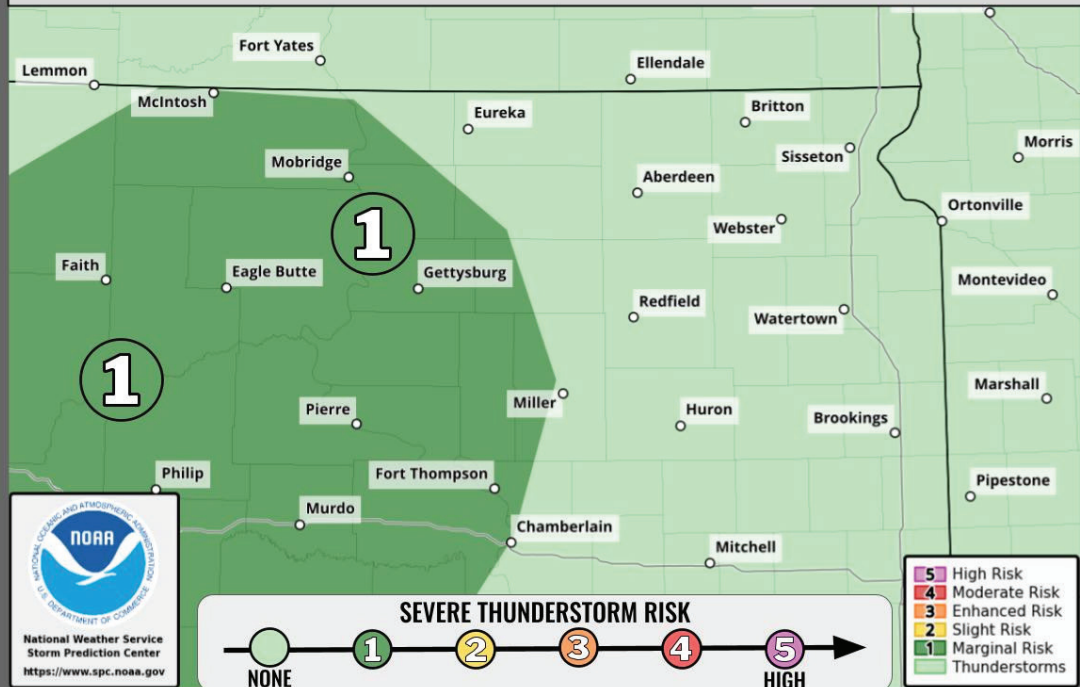 Fort Yates
Lemmon
Ellendale
McIntosh
Britton
Eureka
Morris
Sisseton
Mobridge
Aberdeen
Ortonville
Webster
1
Faith
Eagle Butte
Gettysburg
Montevideo
Redfield
Watertown
1
Marshall
Miller
Pierre
Huron
Brookings
Philip
Fort Thompson
Pipestone
Murdo
Chamberlain
Mitchell
NATIONAL OCEANIC AND ATMOSPHERIC ADMINISTRATION
NOAA
U.S. DEPARTMENT OF COMMERCE
National Weather Service
Storm Prediction Center
https://www.spc.noaa.gov
SEVERE THUNDERSTORM RISK
1 2 3 4 5
NONE HIGH
5 High Risk
4 Moderate Risk
3 Enhanced Risk
2 Slight Risk
1 Marginal Risk
Thunderstorms